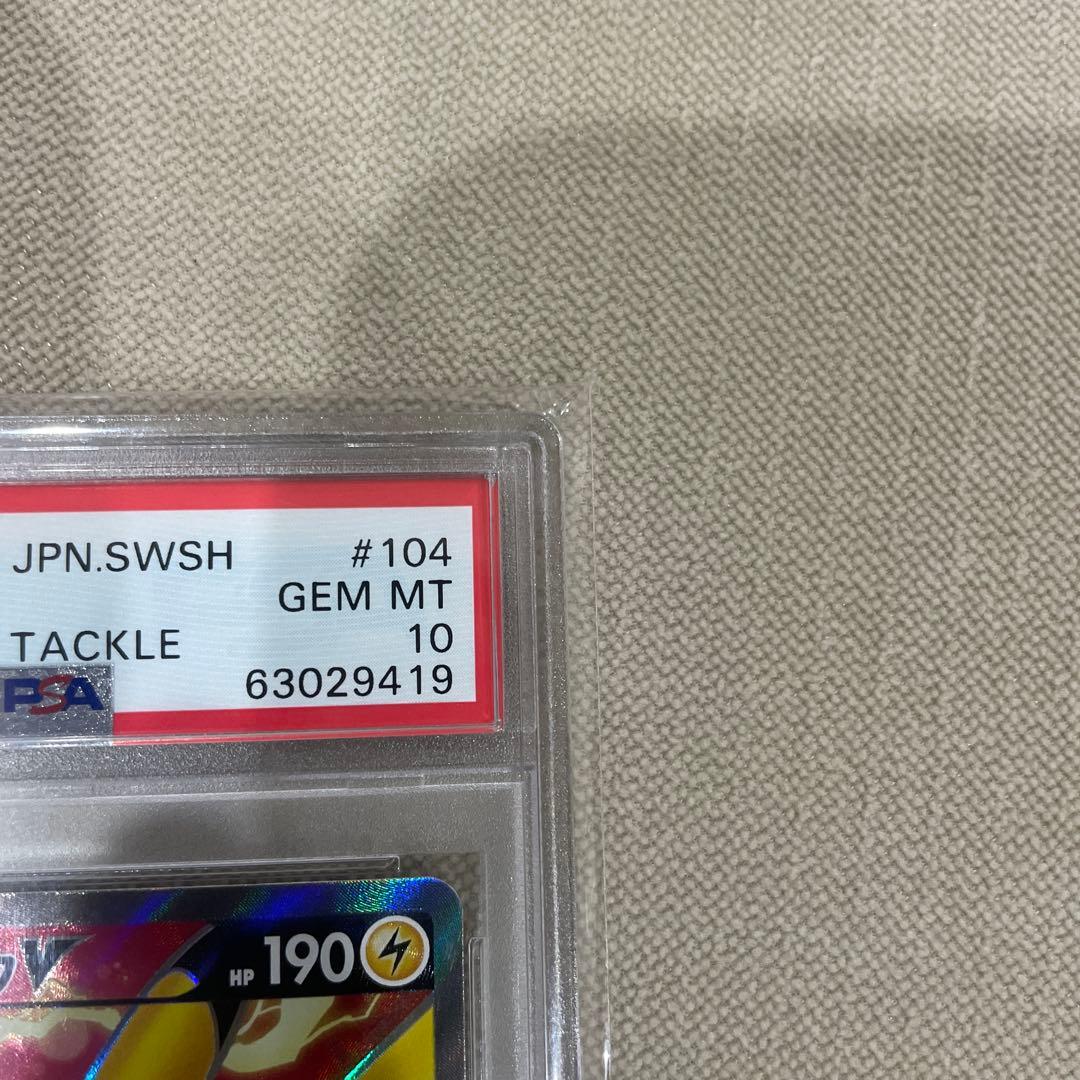 JPN.SWSH #104
GEM MT
TACKLE 10
63029419
PSA
V HP 190